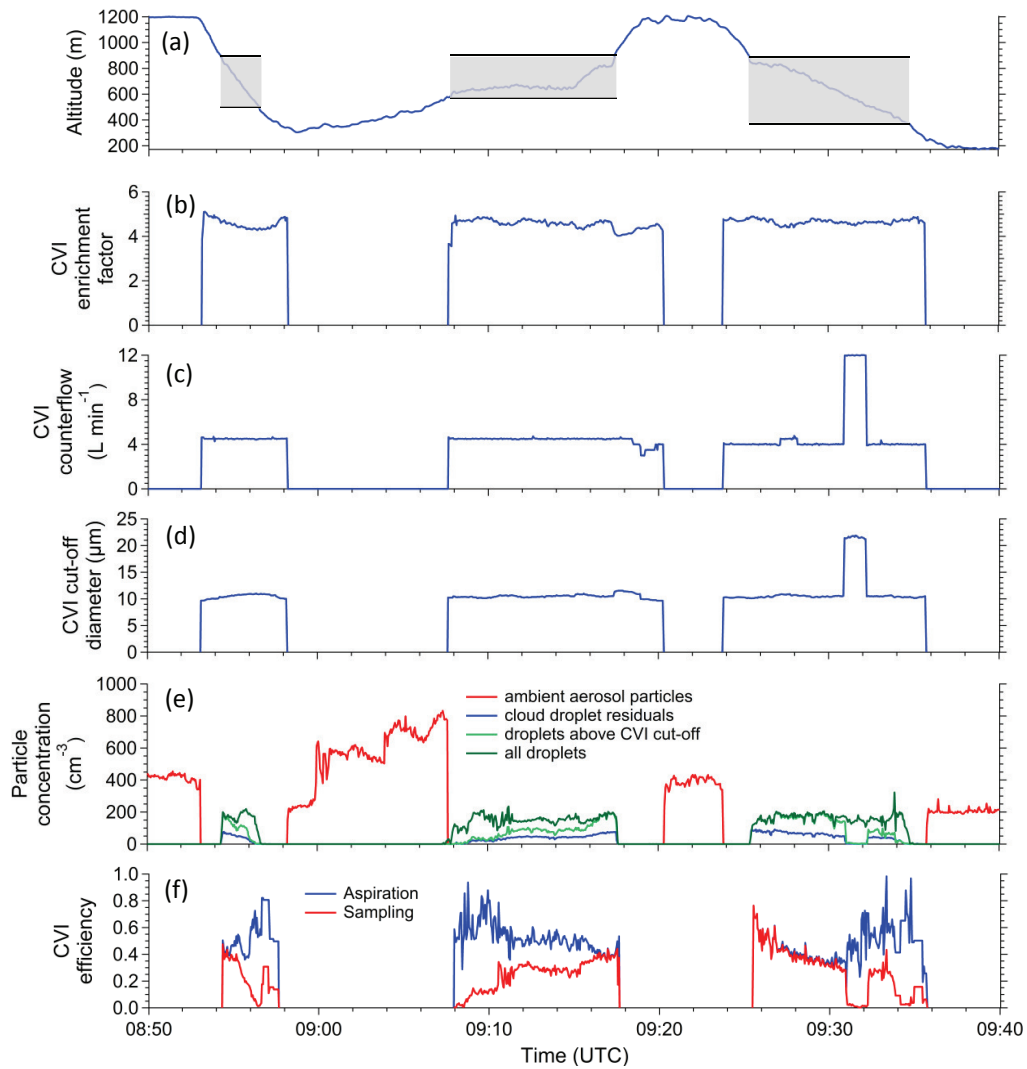 (a)
Altitude (m)
1200
1000
800
600
400
200
(b)
CVI
enrichment
factor
6
4
2
0
(c)
CVI
counterflow
(L min⁻¹)
12
8
4
0
(d)
CVI cut-off
diameter (µm)
25
20
15
10
5
0
(e)
Particle
concentration
(cm⁻³)
1000
800
600
400
200
0
ambient aerosol particles
cloud droplet residuals
droplets above CVI cut-off
all droplets
(f)
CVI
efficiency
1.0
0.8
0.6
0.4
0.2
0.0
Aspiration
Sampling
08:50 09:00 09:10 09:20 09:30 09:40
Time (UTC)